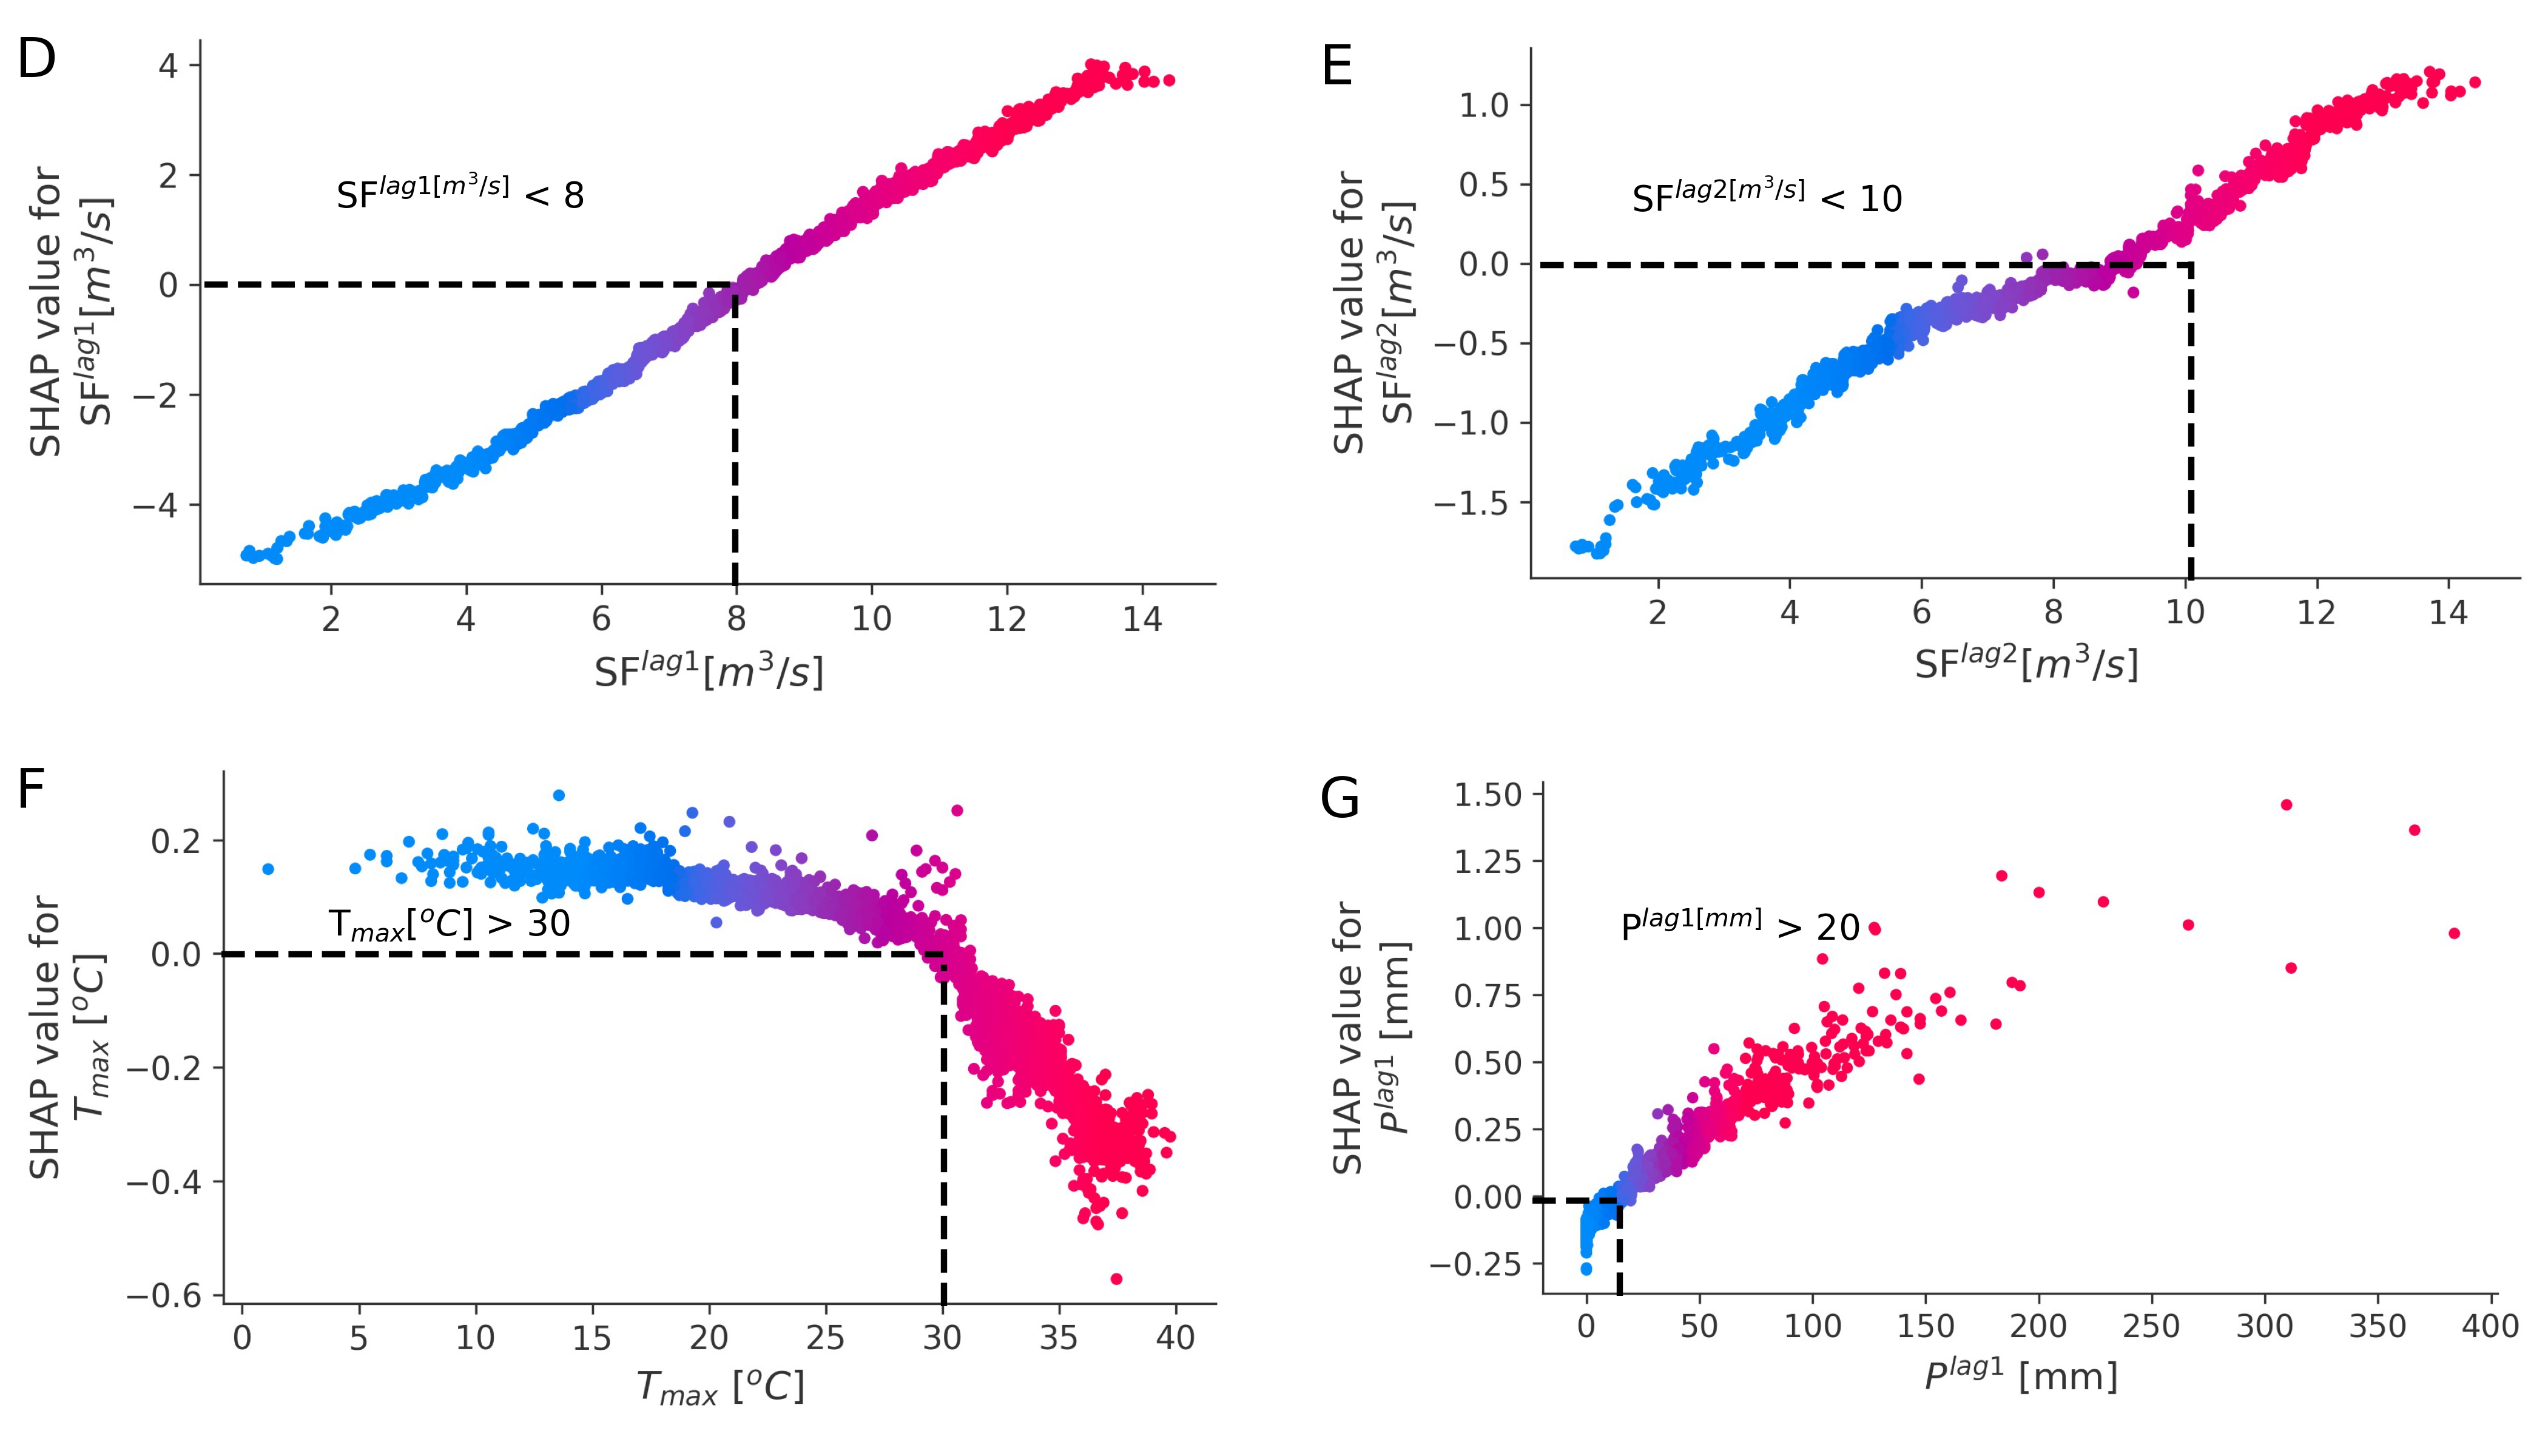 D
SHAP value for
SF^lag1[m³/s]
4
2
0
−2
−4
SF^lag1[m³/s] < 8
2 4 6 8 10 12 14
SF^lag1[m³/s]
E
SHAP value for
SF^lag2[m³/s]
1.0
0.5
0.0
−0.5
−1.0
−1.5
SF^lag2[m³/s] < 10
2 4 6 8 10 12 14
SF^lag2[m³/s]
F
SHAP value for
T_max [°C]
0.2
0.0
−0.2
−0.4
−0.6
T_max[°C] > 30
0 5 10 15 20 25 30 35 40
T_max [°C]
G
SHAP value for
P^lag1 [mm]
1.50
1.25
1.00
0.75
0.50
0.25
0.00
−0.25
P^lag1[mm] > 20
0 50 100 150 200 250 300 350 400
P^lag1 [mm]